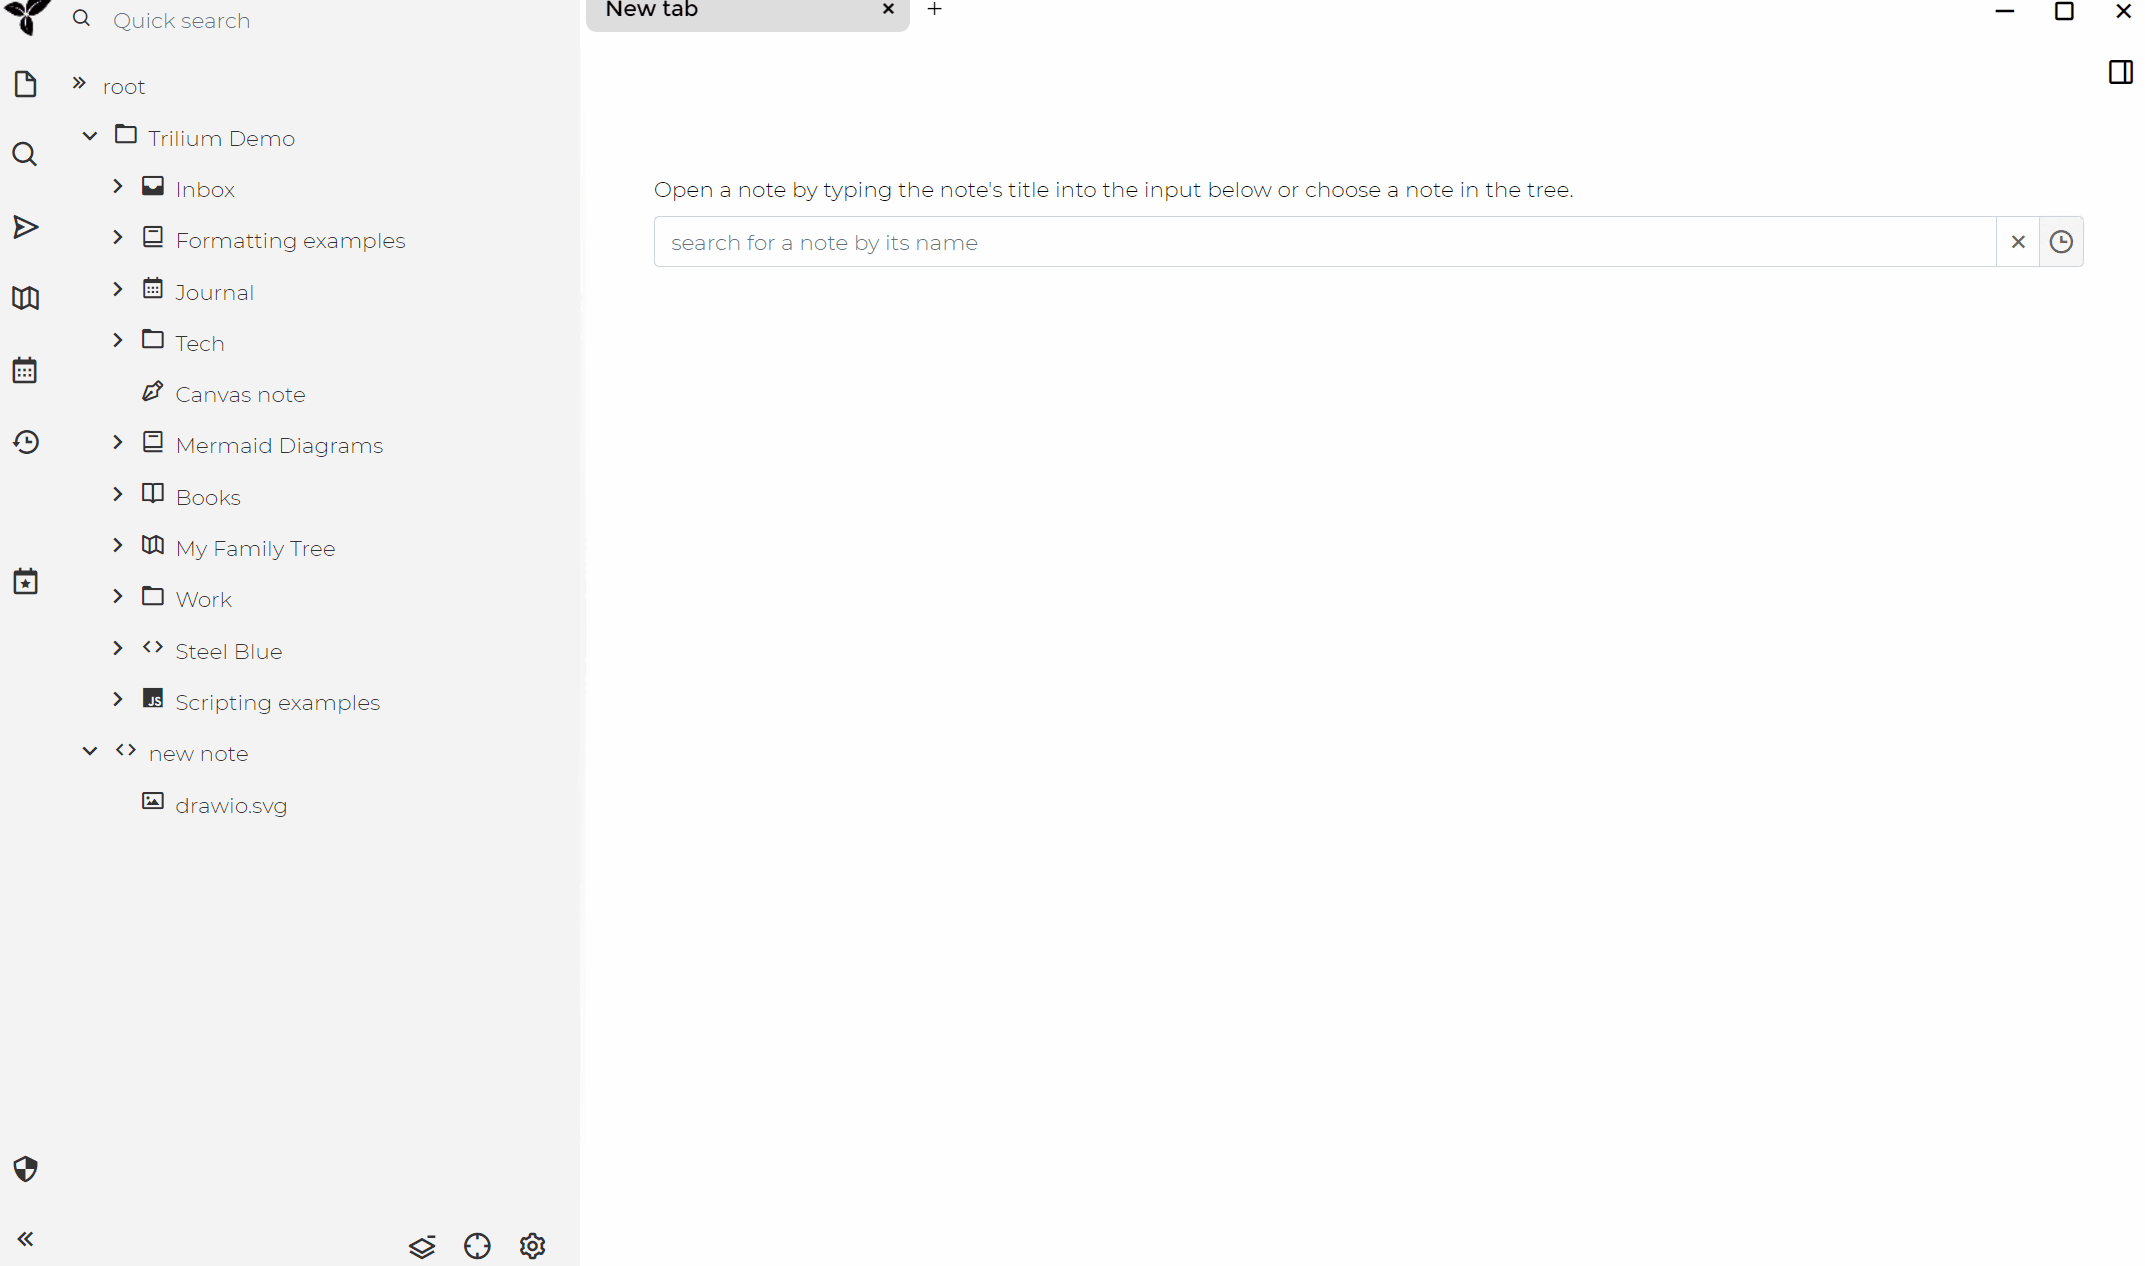 Quick search
root
Trilium Demo
Inbox
Formatting examples
Journal
Tech
Canvas note
Mermaid Diagrams
Books
My Family Tree
Work
Steel Blue
JS Scripting examples
new note
drawio.svg
New tab
Open a note by typing the note's title into the input below or choose a note in the tree.
search for a note by its name